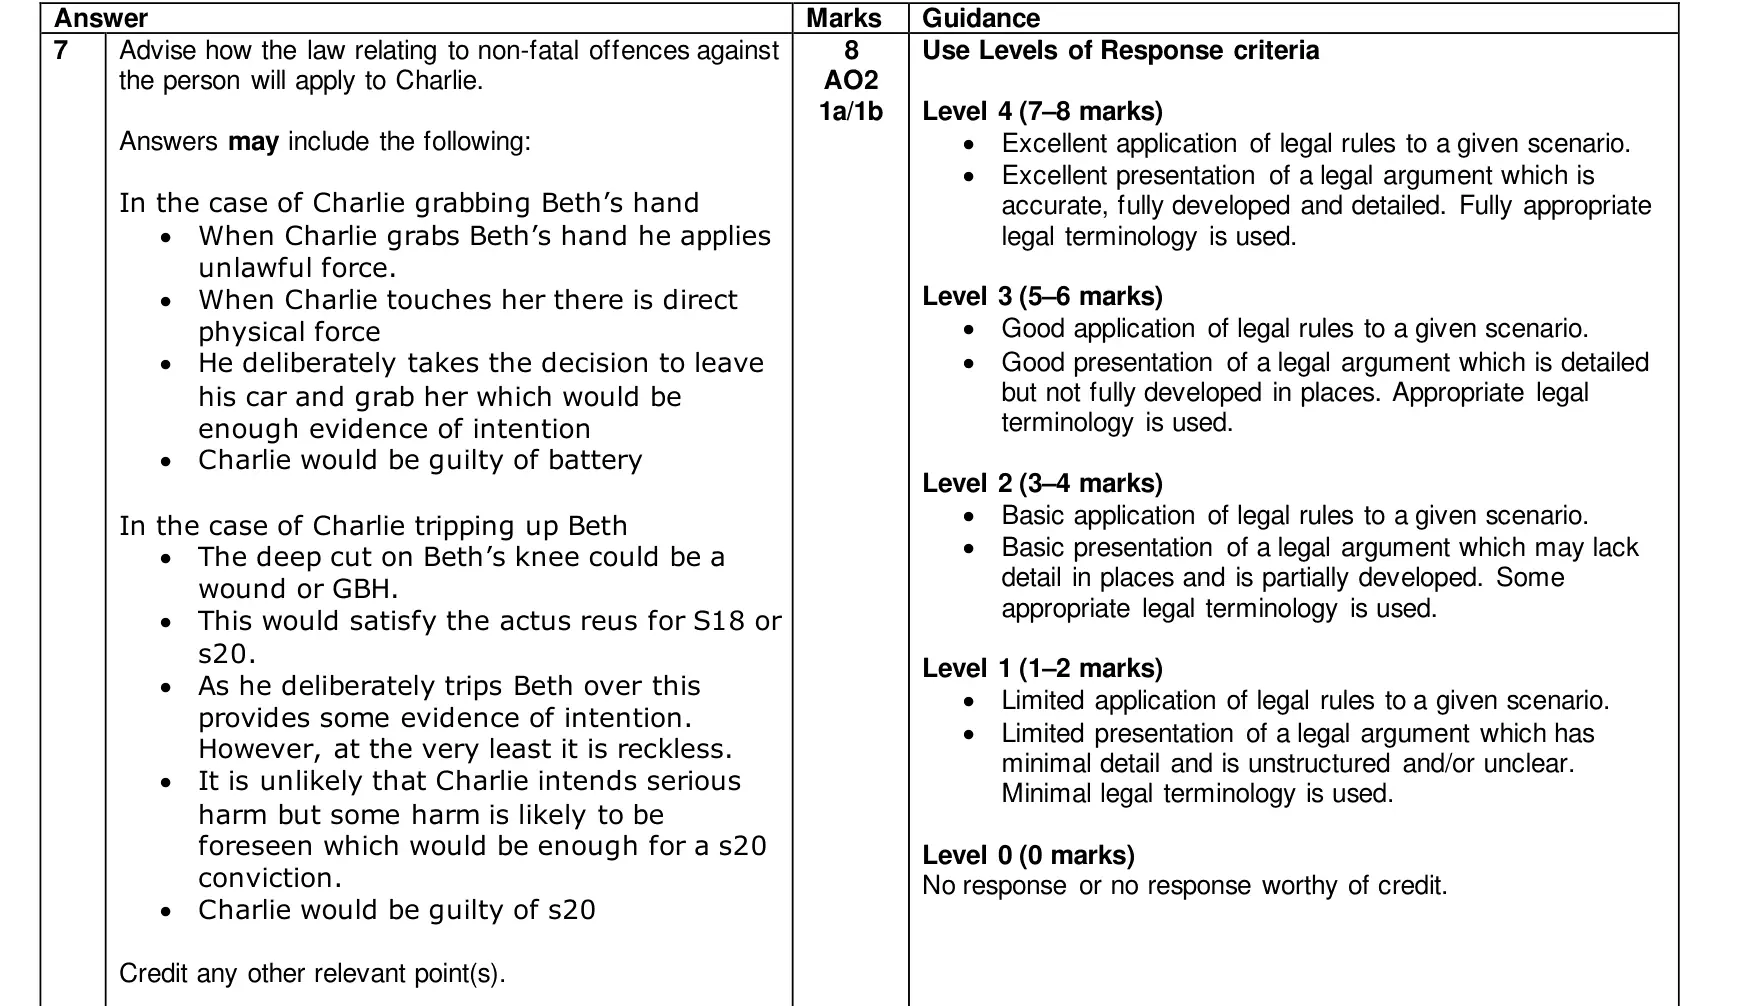 Answer Marks Guidance
7 Advise how the law relating to non-fatal offences against
the person will apply to Charlie.
Answers may include the following:
In the case of Charlie grabbing Beth's hand
• When Charlie grabs Beth's hand he applies
unlawful force.
• When Charlie touches her there is direct
physical force
• He deliberately takes the decision to leave
his car and grab her which would be
enough evidence of intention
• Charlie would be guilty of battery
In the case of Charlie tripping up Beth
• The deep cut on Beth's knee could be a
wound or GBH.
• This would satisfy the actus reus for S18 or
s20.
• As he deliberately trips Beth over this
provides some evidence of intention.
However, at the very least it is reckless.
• It is unlikely that Charlie intends serious
harm but some harm is likely to be
foreseen which would be enough for a s20
conviction.
• Charlie would be guilty of s20
Credit any other relevant point(s).
8
AO2
1a/1b
Use Levels of Response criteria
Level 4 (7–8 marks)
• Excellent application of legal rules to a given scenario.
• Excellent presentation of a legal argument which is
accurate, fully developed and detailed. Fully appropriate
legal terminology is used.
Level 3 (5–6 marks)
• Good application of legal rules to a given scenario.
• Good presentation of a legal argument which is detailed
but not fully developed in places. Appropriate legal
terminology is used.
Level 2 (3–4 marks)
• Basic application of legal rules to a given scenario.
• Basic presentation of a legal argument which may lack
detail in places and is partially developed. Some
appropriate legal terminology is used.
Level 1 (1–2 marks)
• Limited application of legal rules to a given scenario.
• Limited presentation of a legal argument which has
minimal detail and is unstructured and/or unclear.
Minimal legal terminology is used.
Level 0 (0 marks)
No response or no response worthy of credit.